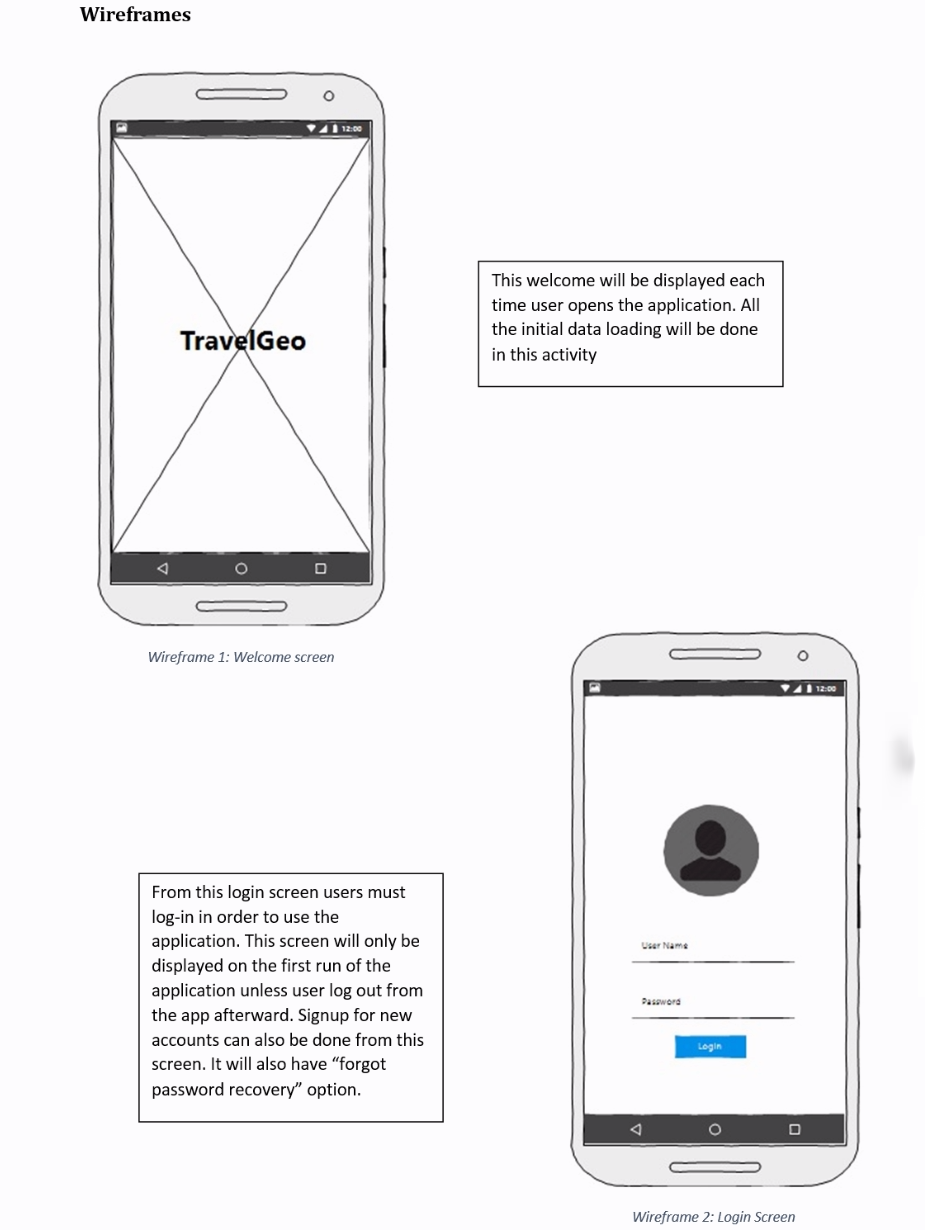 Wireframes
12:00
TravelGeo
This welcome will be displayed each
time user opens the application. All
the initial data loading will be done
in this activity
Wireframe 1: Welcome screen
12:00
User Name
Password
Login
From this login screen users must
log-in in order to use the
application. This screen will only be
displayed on the first run of the
application unless user log out from
the app afterward. Signup for new
accounts can also be done from this
screen. It will also have “forgot
password recovery” option.
Wireframe 2: Login Screen